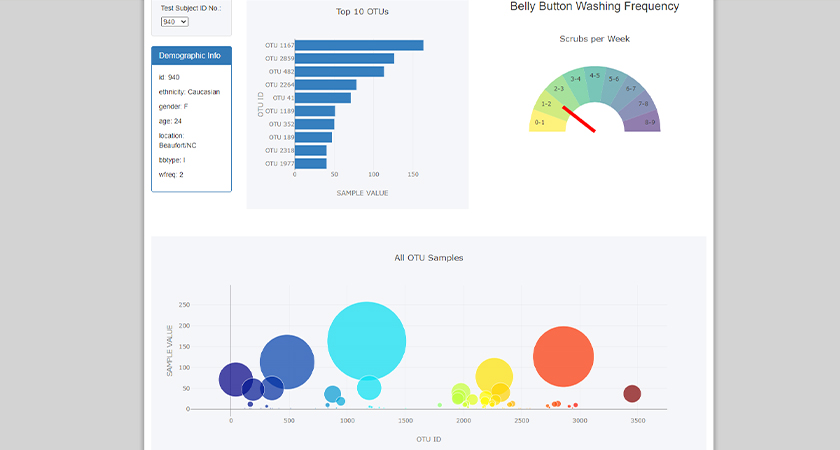 Test Subject ID No.:
940
Demographic Info
id: 940
ethnicity: Caucasian
gender: F
age: 24
location:
Beaufort/NC
bbtype: I
wfreq: 2
Top 10 OTUs
OTU 1167
OTU 2859
OTU 482
OTU 2264
OTU 41
OTU 1189
OTU 352
OTU 189
OTU 2318
OTU 1977
OTU ID
0 50 100 150
SAMPLE VALUE
Belly Button Washing Frequency
Scrubs per Week
0-1
1-2
2-3
3-4
4-5
5-6
6-7
7-8
8-9
All OTU Samples
250
200
150
100
50
0
SAMPLE VALUE
0 500 1000 1500 2000 2500 3000 3500
OTU ID